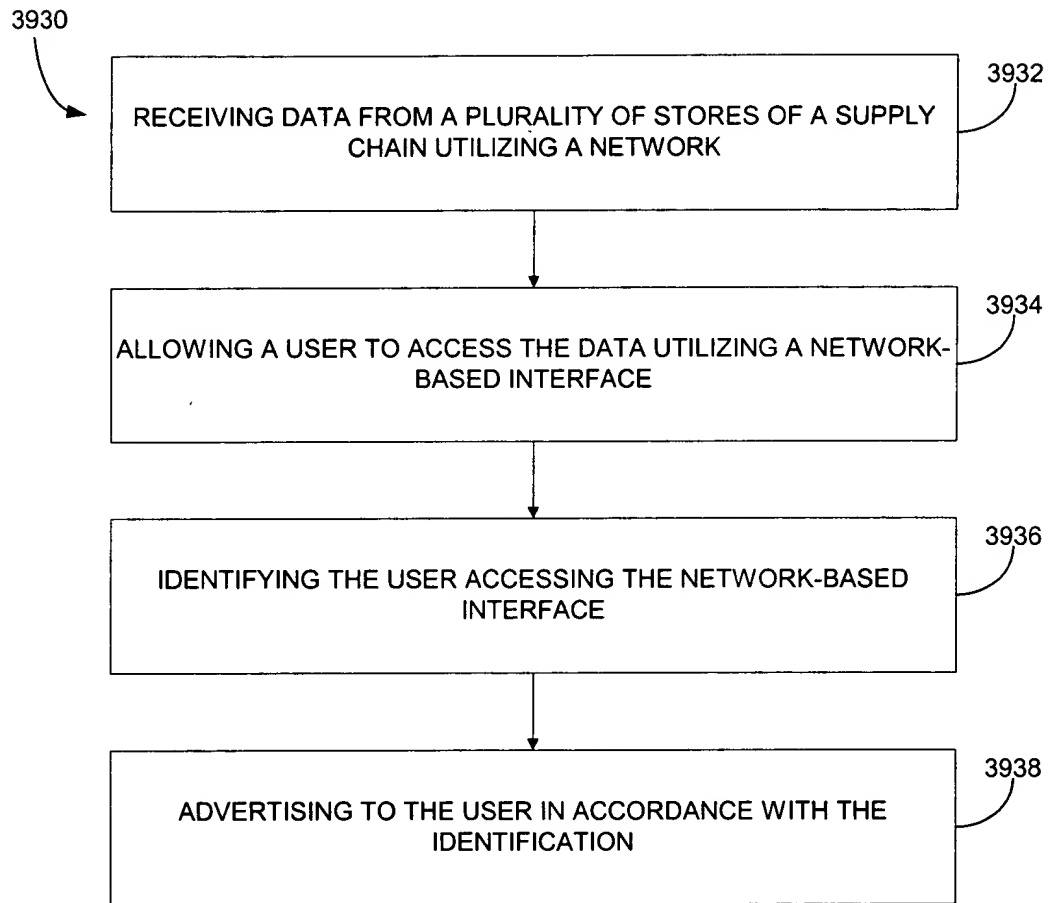 3930
3932
RECEIVING DATA FROM A PLURALITY OF STORES OF A SUPPLY
CHAIN UTILIZING A NETWORK
3934
ALLOWING A USER TO ACCESS THE DATA UTILIZING A NETWORK-
BASED INTERFACE
3936
IDENTIFYING THE USER ACCESSING THE NETWORK-BASED
INTERFACE
3938
ADVERTISING TO THE USER IN ACCORDANCE WITH THE
IDENTIFICATION